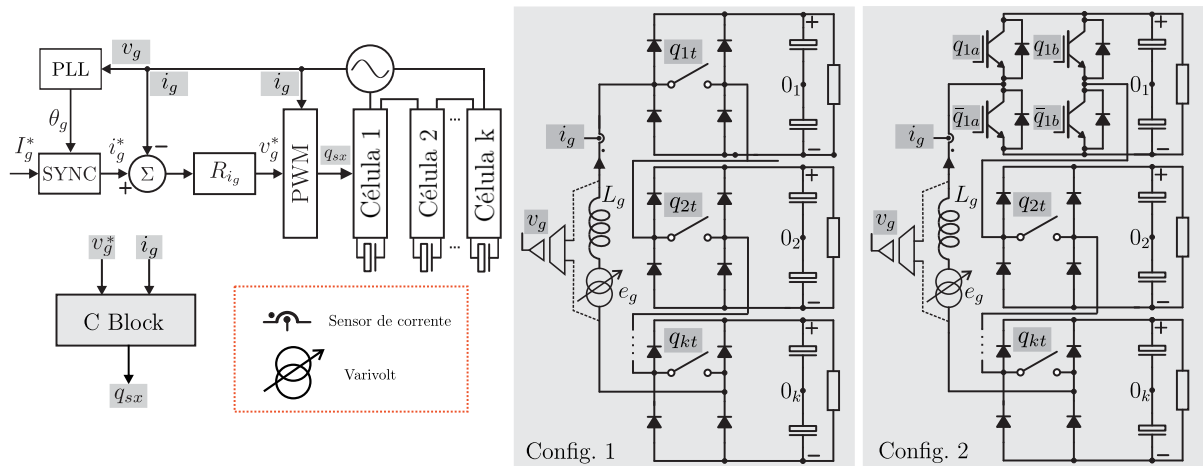 v_g
PLL
i_g
i_g
θ_g
I_g^*
i_g^*
−
SYNC
Σ
+
R_{i_g}
v_g^*
PWM
q_{sx}
Célula 1
Célula 2
...
Célula k
...
v_g^*
i_g
C Block
q_{sx}
Sensor de corrente
Varivolt
q_{1t}
+
0_1
−
i_g
L_g
v_g
e_g
q_{2t}
+
0_2
−
q_{kt}
+
0_k
−
Config. 1
q_{1a}
q_{1b}
+
0_1
q̄_{1a}
q̄_{1b}
−
i_g
L_g
v_g
e_g
q_{2t}
+
0_2
−
q_{kt}
+
0_k
−
Config. 2